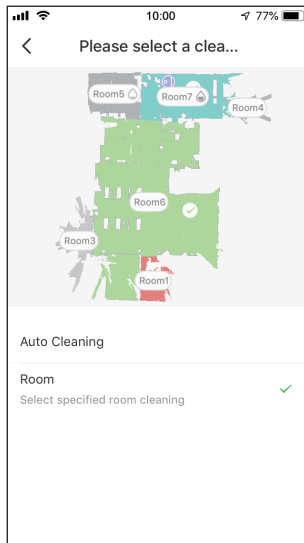 10:00
77%
Please select a clea...
Room5
Room7
Room4
Room6
Room3
Room1
Auto Cleaning
Room
Select specified room cleaning